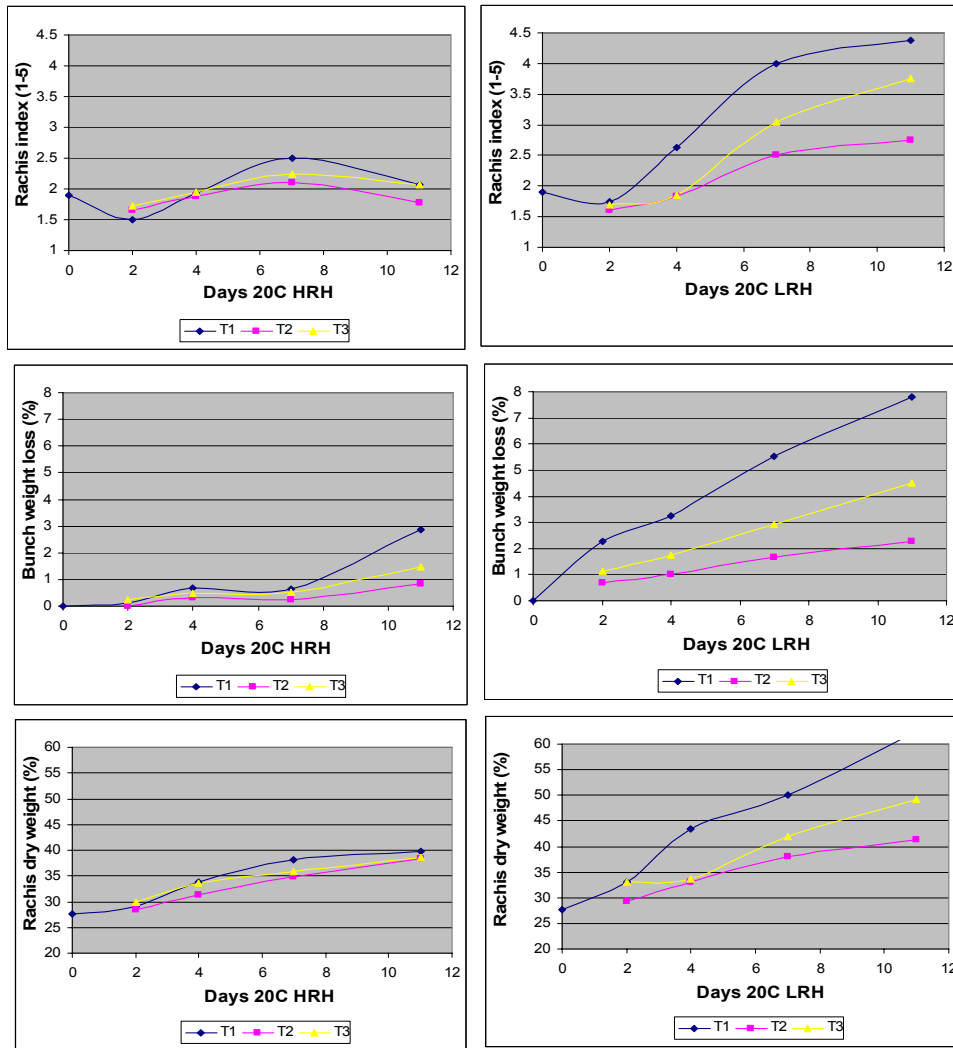 Rachis index (1-5)
4.5
4
3.5
3
2.5
2
1.5
1
0 2 4 6 8 10 12
Days 20C HRH
T1 T2 T3
Rachis index (1-5)
4.5
4
3.5
3
2.5
2
1.5
1
0 2 4 6 8 10 12
Days 20C LRH
T1 T2 T3
Bunch weight loss (%)
8
7
6
5
4
3
2
1
0
0 2 4 6 8 10 12
Days 20C HRH
T1 T2 T3
Bunch weight loss (%)
8
7
6
5
4
3
2
1
0
0 2 4 6 8 10 12
Days 20C LRH
T1 T2 T3
Rachis dry weight (%)
60
55
50
45
40
35
30
25
20
0 2 4 6 8 10 12
Days 20C HRH
T1 T2 T3
Rachis dry weight (%)
60
55
50
45
40
35
30
25
20
0 2 4 6 8 10 12
Days 20C LRH
T1 T2 T3